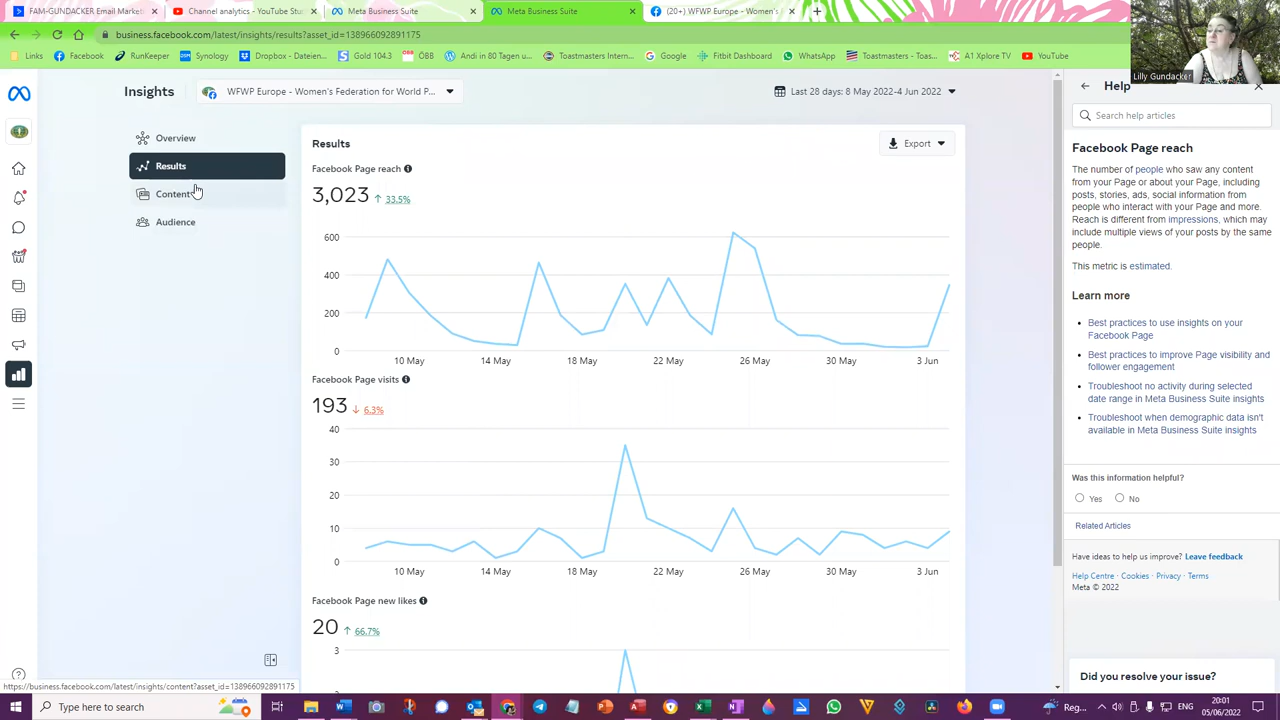 FAM-GUNDACKER Email Market
Channel analytics - YouTube Stu
Meta Business Suite
Meta Business Suite
(20+) WFWP Europe - Women's F
business.facebook.com/latest/insights/results?asset_id=138966092891175
Links
Facebook
RunKeeper
Synology
Dropbox - Dateien...
Gold 104.3
ÖBB
Andi in 80 Tagen u...
Toastmasters Intern...
Google
Fitbit Dashboard
WhatsApp
Toastmasters - Toas...
A1 Xplore TV
YouTube
Lilly Gundacker
Insights
WFWP Europe - Women's Federation for World P...
Last 28 days: 8 May 2022-4 Jun 2022
Overview
Results
Content
Audience
Results
Export
Facebook Page reach
3,023 ↑ 33.5%
600
400
200
0
10 May
14 May
18 May
22 May
26 May
30 May
3 Jun
Facebook Page visits
193 ↓ 6.3%
40
30
20
10
0
10 May
14 May
18 May
22 May
26 May
30 May
3 Jun
Facebook Page new likes
20 ↑ 66.7%
3
Help
Search help articles
Facebook Page reach
The number of people who saw any content
from your Page or about your Page, including
posts, stories, ads, social information from
people who interact with your Page and more.
Reach is different from impressions, which may
include multiple views of your posts by the same
people.
This metric is estimated.
Learn more
Best practices to use insights on your
Facebook Page
Best practices to improve Page visibility and
follower engagement
Troubleshoot no activity during selected
date range in Meta Business Suite insights
Troubleshoot when demographic data isn't
available in Meta Business Suite insights
Was this information helpful?
Yes
No
Related Articles
Have ideas to help us improve? Leave feedback
Help Centre · Cookies · Privacy · Terms
Meta © 2022
Did you resolve your issue?
https://business.facebook.com/latest/insights/content?asset_id=138966092891175
Type here to search
Reg...
20:01
05/06/2022